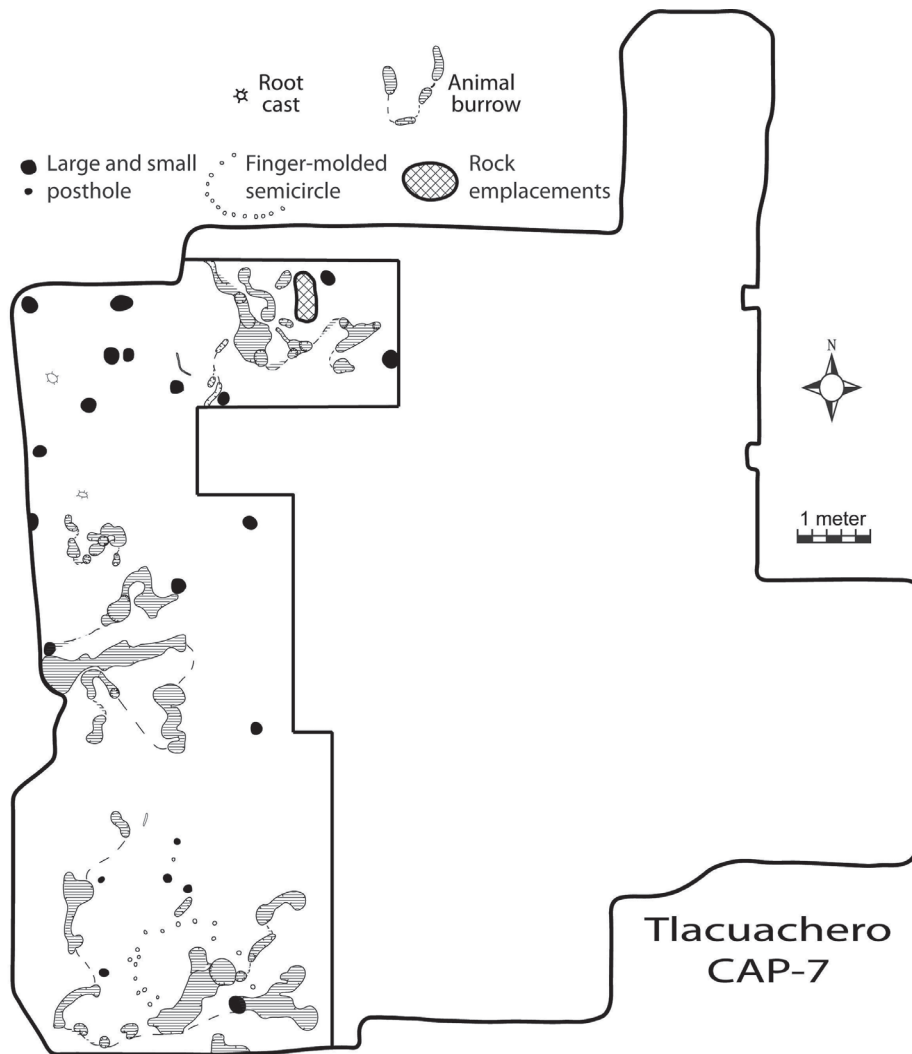 Root
cast
Animal
burrow
Large and small
posthole
Finger-molded
semicircle
Rock
emplacements
N
1 meter
Tlacuachero
CAP-7